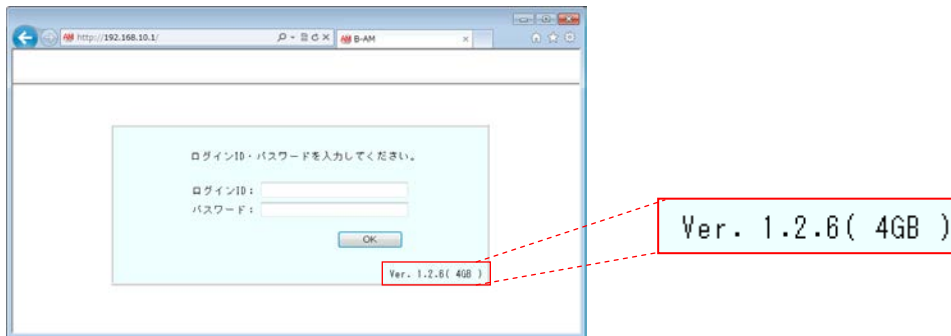 http://192.168.10.1/
B-AM
ログインID・パスワードを入力してください。
ログインID：
パスワード：
OK
Ver. 1.2.6( 4GB )
Ver. 1.2.6( 4GB )